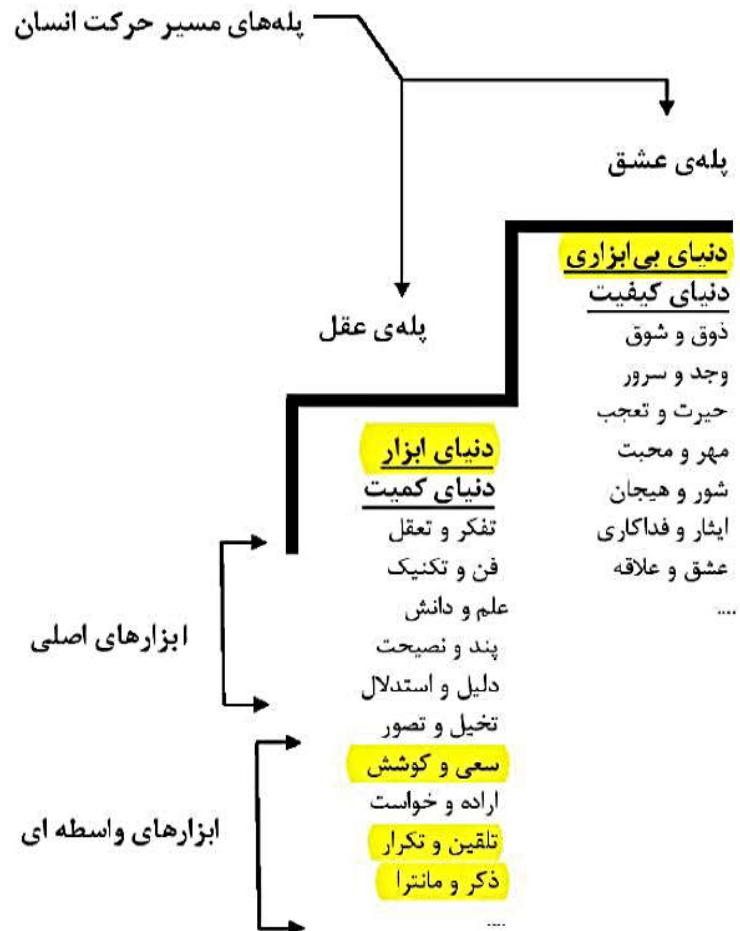 پله‌های مسیر حرکت انسان
پله‌ی عشق
دنیای بی‌ابزاری
دنیای کیفیت
ذوق و شوق
وجد و سرور
حیرت و تعجب
مهر و محبت
شور و هیجان
ایثار و فداکاری
عشق و علاقه
....
پله‌ی عقل
دنیای ابزار
دنیای کمیت
تفکر و تعقل
فن و تکنیک
علم و دانش
پند و نصیحت
دلیل و استدلال
تخیل و تصور
سعی و کوشش
اراده و خواست
تلقین و تکرار
ذکر و مانترا
....
ابزارهای اصلی
ابزارهای واسطه ای